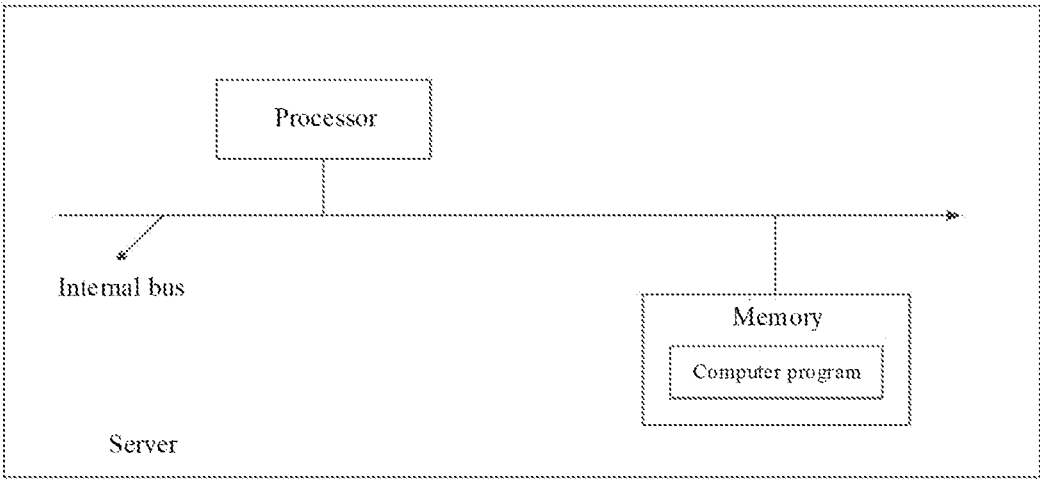 Processor
Internal bus
Memory
Computer program
Server